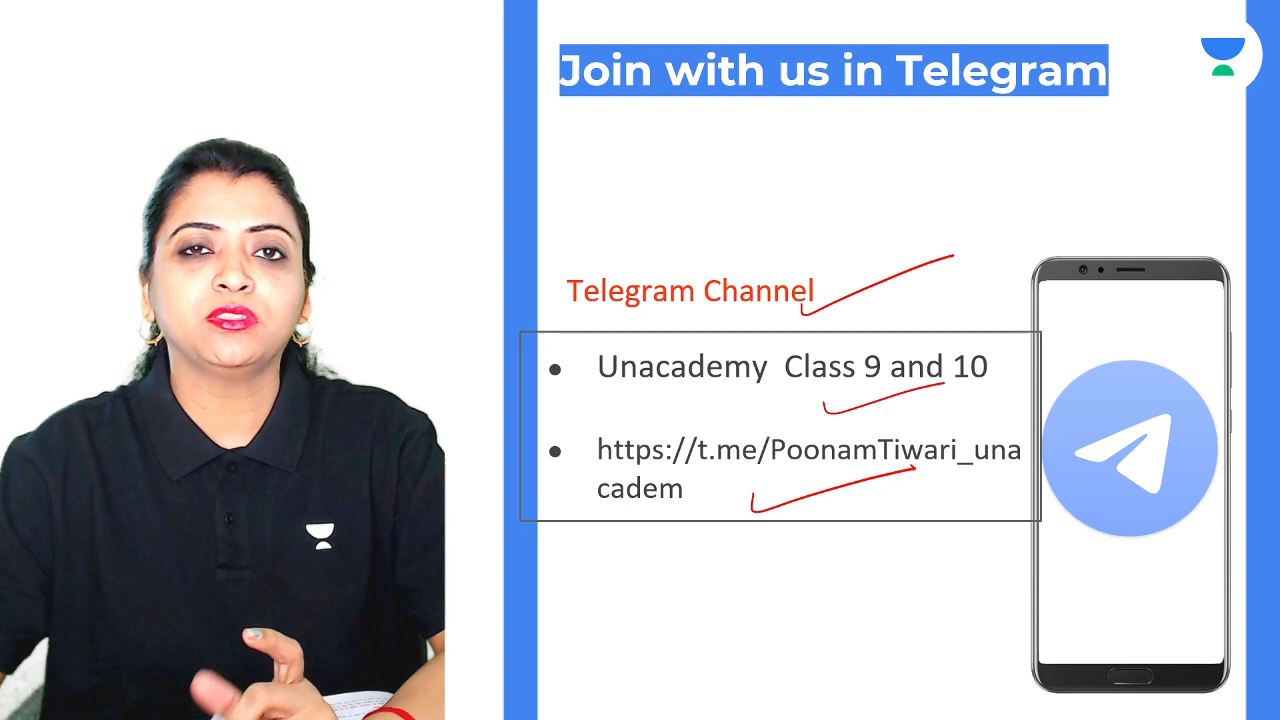 Join with us in Telegram
Telegram Channel
Unacademy Class 9 and 10
https://t.me/PoonamTiwari_una
cadem